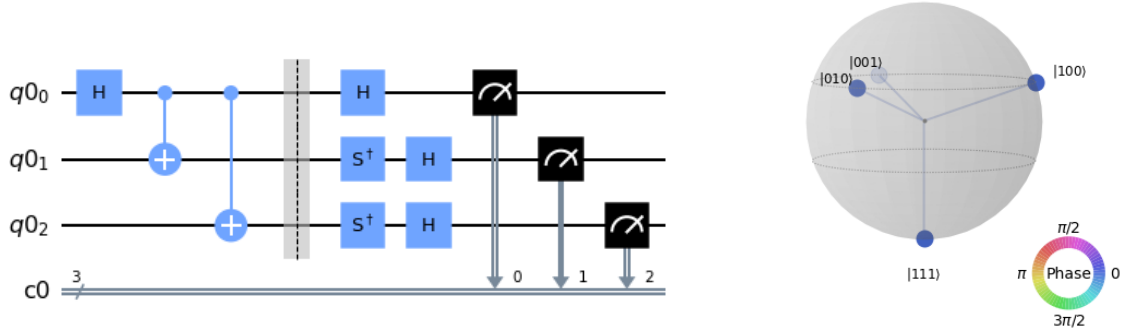 q0₀ H H
q0₁ S† H
q0₂ S† H
c0 3 0 1 2
|001⟩
|010⟩
|100⟩
|111⟩
π/2
π Phase 0
3π/2